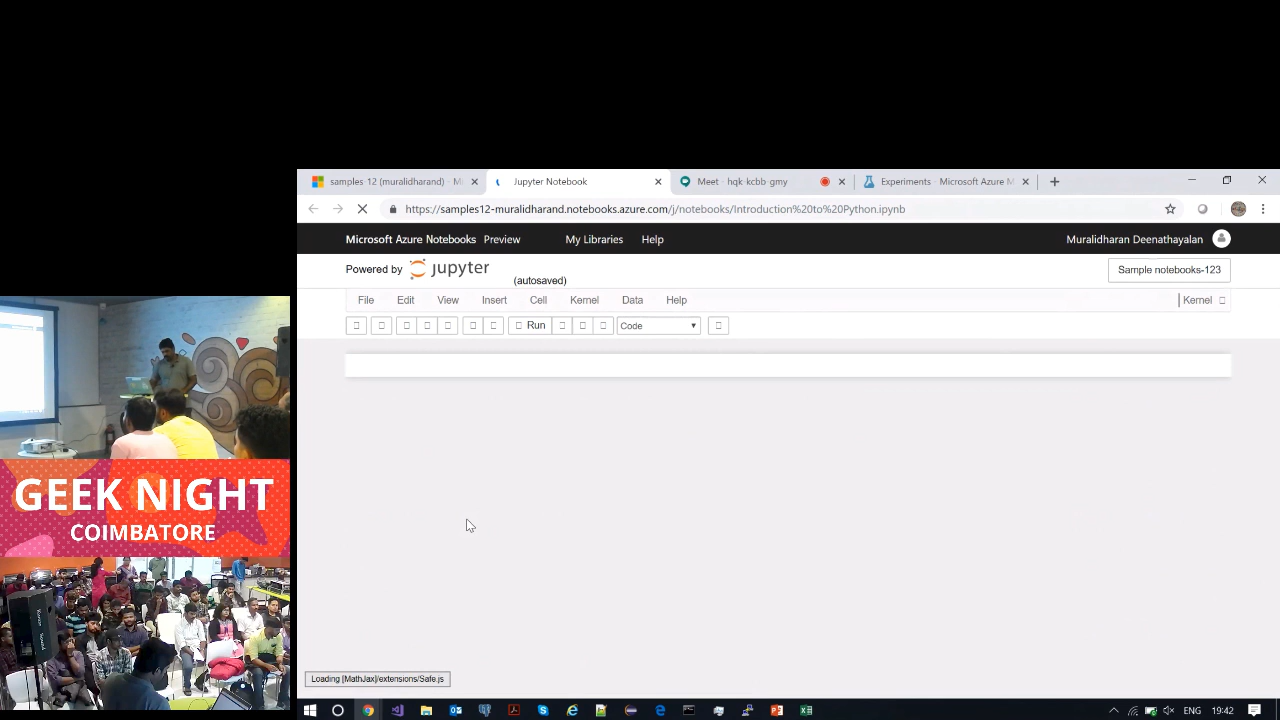 samples-12 (muralidharand) - Mi
Jupyter Notebook
Meet - hqk-kcbb-gmy
Experiments - Microsoft Azure M
https://samples12-muralidharand.notebooks.azure.com/j/notebooks/Introduction%20to%20Python.ipynb
Microsoft Azure Notebooks Preview My Libraries Help Muralidharan Deenathayalan
Powered by jupyter (autosaved) Sample notebooks-123
File Edit View Insert Cell Kernel Data Help Kernel
Run Code
GEEK NIGHT
COIMBATORE
Loading [MathJax]/extensions/Safe.js
ENG 19:42